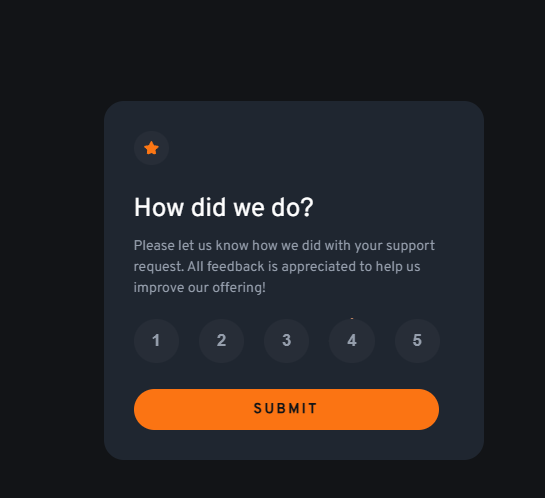 How did we do?
Please let us know how we did with your support
request. All feedback is appreciated to help us
improve our offering!
1 2 3 4 5
SUBMIT